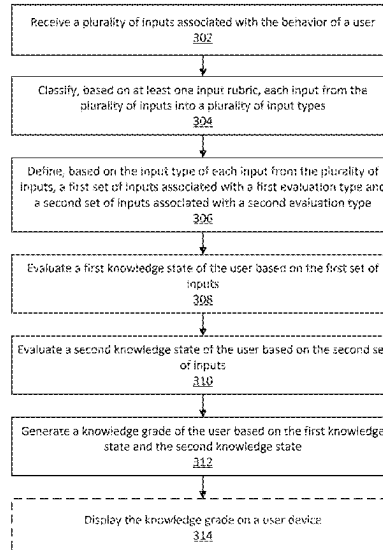 Receive a plurality of inputs associated with the behavior of a user
302
Classify, based on at least one input rubric, each input from the
plurality of inputs into a plurality of input types
304
Define, based on the input type of each input from the plurality of
inputs, a first set of inputs associated with a first evaluation type and
a second set of inputs associated with a second evaluation type
306
Evaluate a first knowledge state of the user based on the first set of
inputs
308
Evaluate a second knowledge state of the user based on the second set
of inputs
310
Generate a knowledge grade of the user based on the first knowledge
state and the second knowledge state
312
Display the knowledge grade on a user device
314